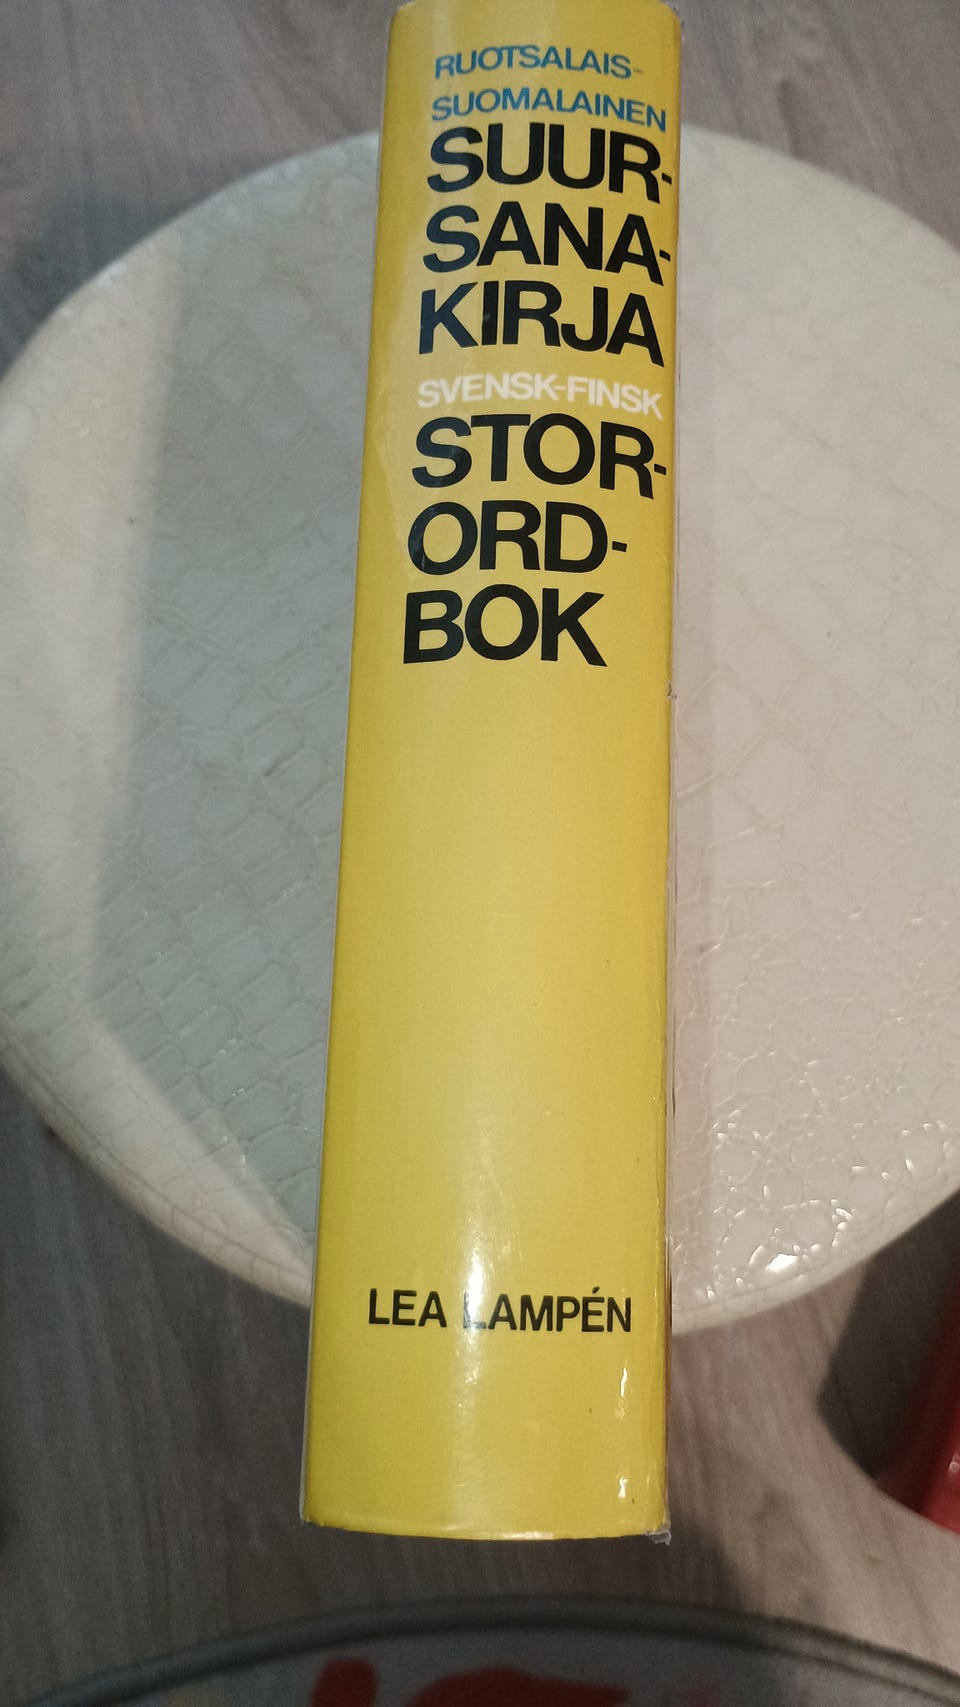 RUOTSALAIS-
SUOMALAINEN
SUUR-
SANA-
KIRJA
SVENSK-FINSK
STOR-
ORD-
BOK
LEA LAMPÉN